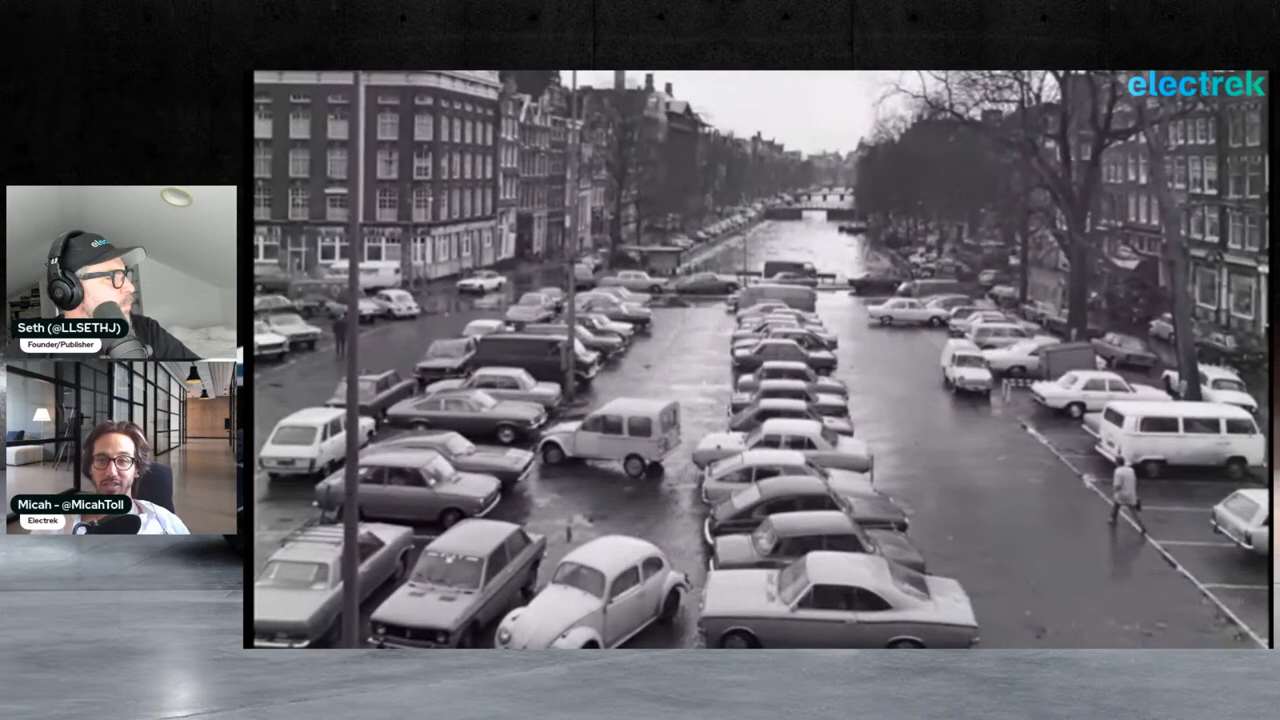 electrek
Seth (@LLSETHJ)
Founder/Publisher
Micah - @MicahToll
Electrek